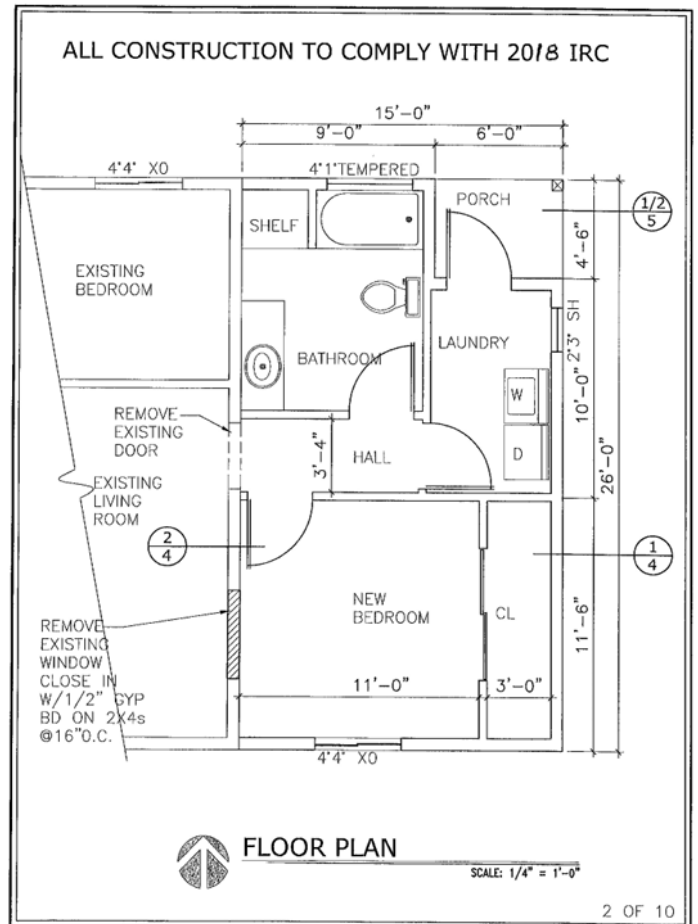 ALL CONSTRUCTION TO COMPLY WITH 2018 IRC
15'-0"
9'-0"
6'-0"
4'4' XO
4'1'TEMPERED
PORCH
1/2
5
SHELF
4'-6"
EXISTING
BEDROOM
LAUNDRY
2'3' SH
BATHROOM
W
10'-0"
REMOVE
EXISTING
DOOR
3'-4"
HALL
D
26'-0"
EXISTING
LIVING
ROOM
2
4
1
4
NEW
BEDROOM
CL
REMOVE
EXISTING
WINDOW
CLOSE IN
W/1/2" GYP
BD ON 2X4s
@16"O.C.
11'-6"
11'-0"
3'-0"
4'4' XO
FLOOR PLAN
SCALE: 1/4" = 1'-0"
2 OF 10